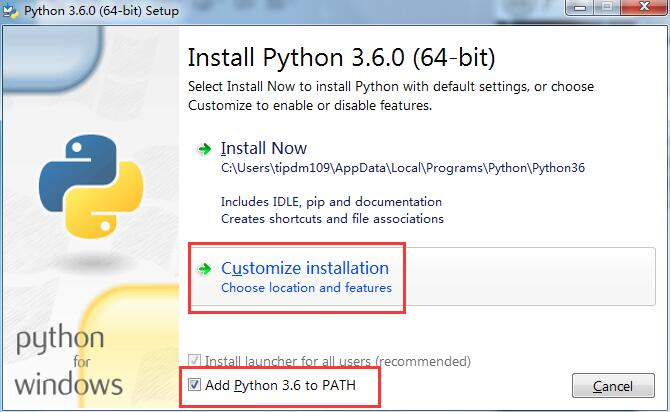 Python 3.6.0 (64-bit) Setup
Install Python 3.6.0 (64-bit)
Select Install Now to install Python with default settings, or choose
Customize to enable or disable features.
Install Now
C:\Users\tipdm109\AppData\Local\Programs\Python\Python36
Includes IDLE, pip and documentation
Creates shortcuts and file associations
Customize installation
Choose location and features
python
for
windows
Install launcher for all users (recommended)
Add Python 3.6 to PATH
Cancel